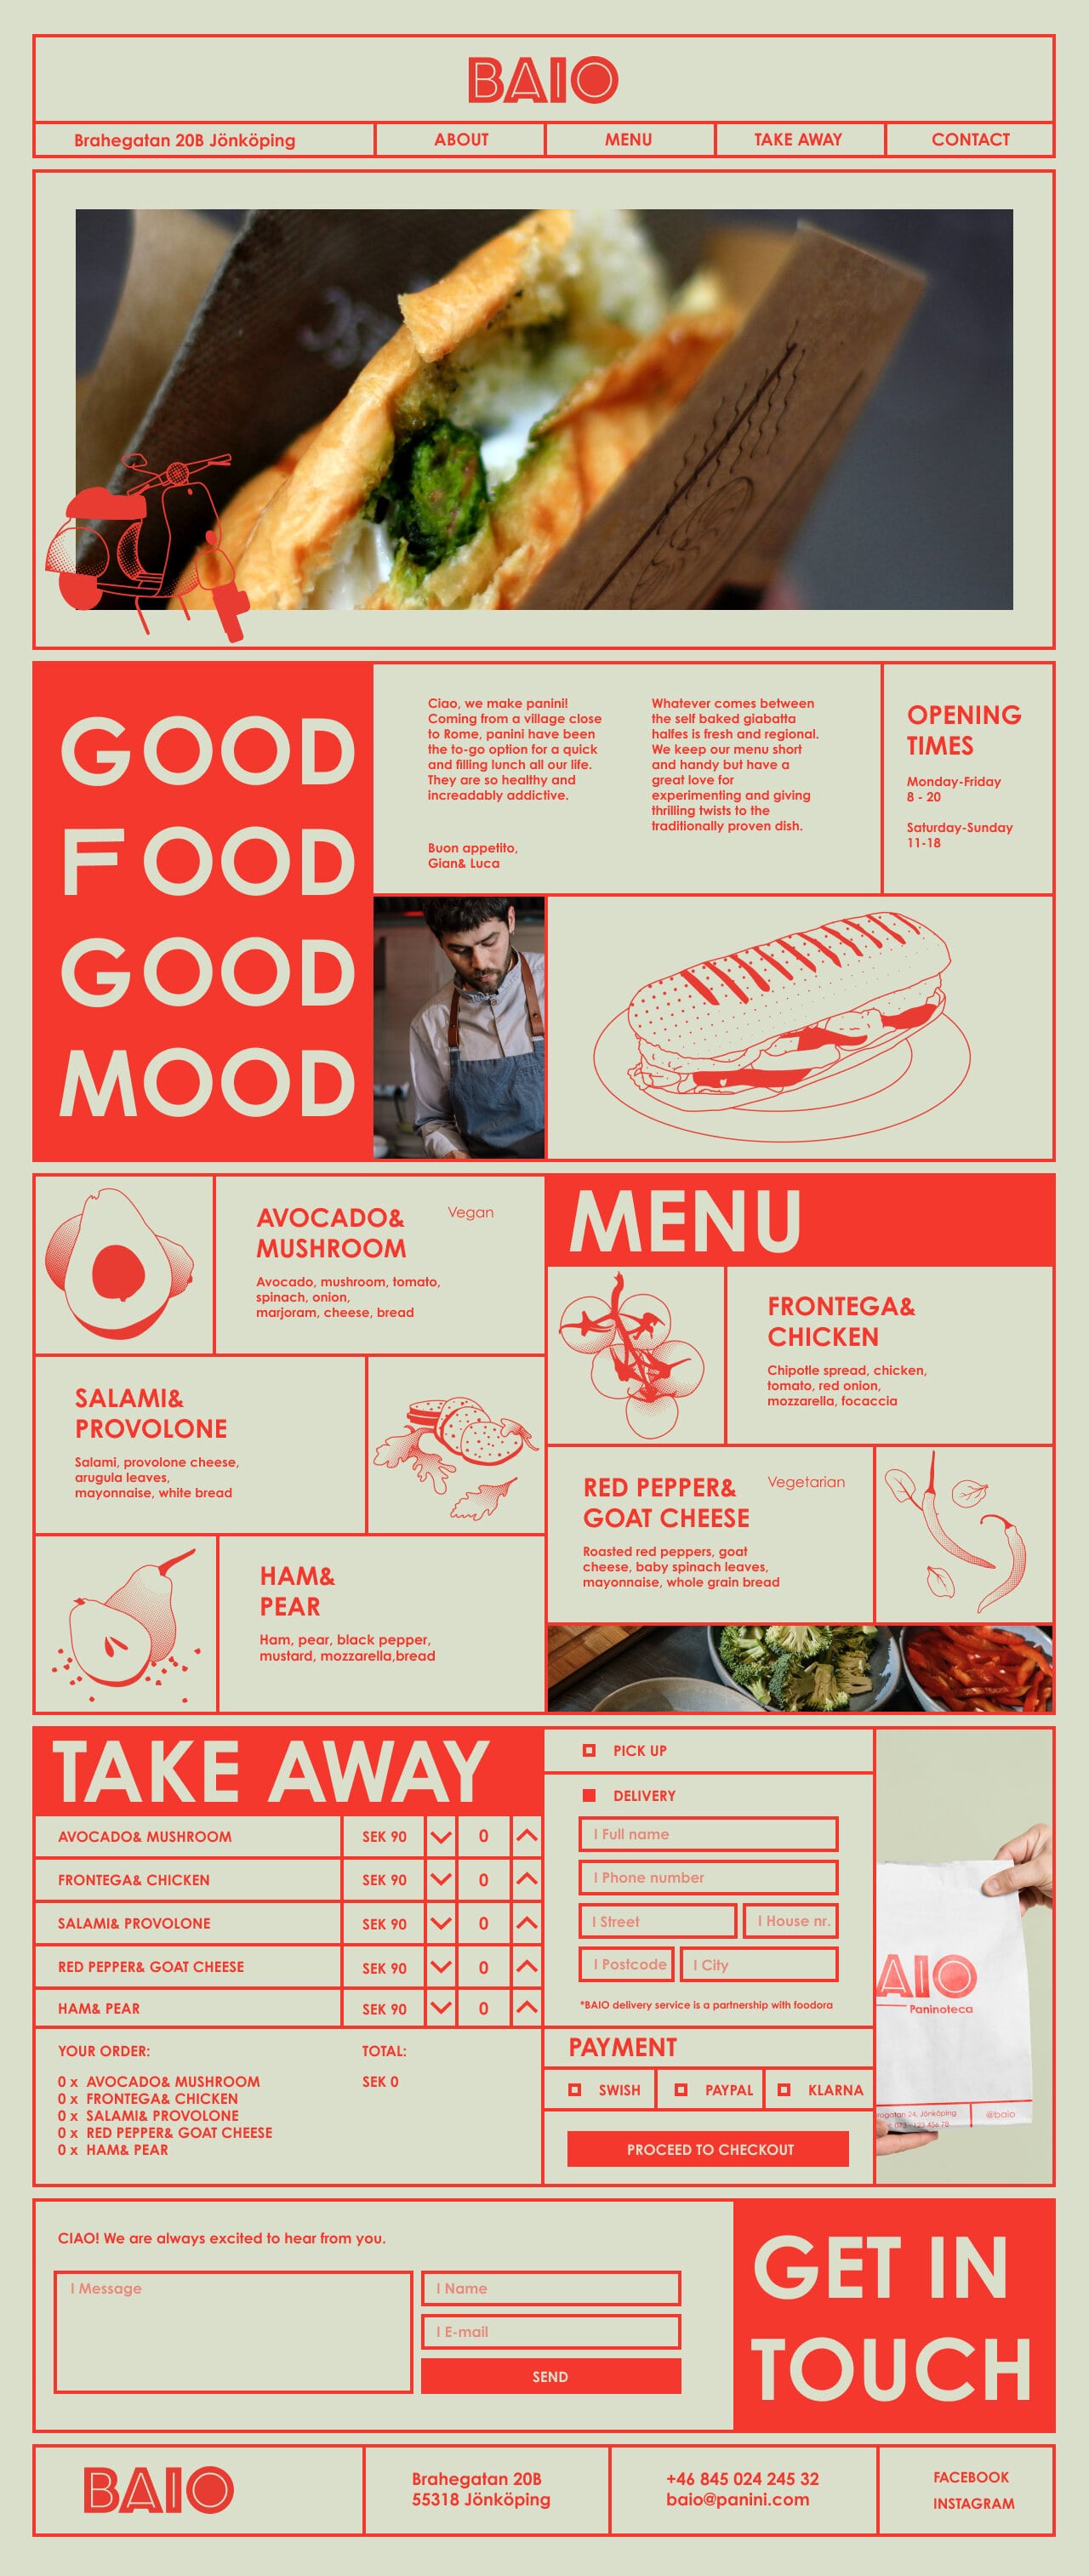 BAIO
Brahegatan 20B Jönköping
ABOUT
MENU
TAKE AWAY
CONTACT
GOOD
FOOD
GOOD
MOOD
Ciao, we make panini!
Coming from a village close
to Rome, panini have been
the to-go option for a quick
and filling lunch all our life.
They are so healthy and
increadably addictive.
Buon appetito,
Gian& Luca
Whatever comes between
the self baked giabatta
halfes is fresh and regional.
We keep our menu short
and handy but have a
great love for
experimenting and giving
thrilling twists to the
traditionally proven dish.
OPENING
TIMES
Monday-Friday
8 - 20
Saturday-Sunday
11-18
AVOCADO&
MUSHROOM
Vegan
Avocado, mushroom, tomato,
spinach, onion,
marjoram, cheese, bread
SALAMI&
PROVOLONE
Salami, provolone cheese,
arugula leaves,
mayonnaise, white bread
HAM&
PEAR
Ham, pear, black pepper,
mustard, mozzarella,bread
MENU
FRONTEGA&
CHICKEN
Chipotle spread, chicken,
tomato, red onion,
mozzarella, focaccia
RED PEPPER&
GOAT CHEESE
Vegetarian
Roasted red peppers, goat
cheese, baby spinach leaves,
mayonnaise, whole grain bread
TAKE AWAY
AVOCADO& MUSHROOM SEK 90 0
FRONTEGA& CHICKEN SEK 90 0
SALAMI& PROVOLONE SEK 90 0
RED PEPPER& GOAT CHEESE SEK 90 0
HAM& PEAR SEK 90 0
YOUR ORDER:
0 x AVOCADO& MUSHROOM
0 x FRONTEGA& CHICKEN
0 x SALAMI& PROVOLONE
0 x RED PEPPER& GOAT CHEESE
0 x HAM& PEAR
TOTAL:
SEK 0
PICK UP
DELIVERY
I Full name
I Phone number
I Street
I House nr.
I Postcode
I City
*BAIO delivery service is a partnership with foodora
PAYMENT
SWISH
PAYPAL
KLARNA
PROCEED TO CHECKOUT
AIO
Paninoteca
rogatan 24, Jönköping
123 456 78
@baio
CIAO! We are always excited to hear from you.
I Message
I Name
I E-mail
SEND
GET IN
TOUCH
BAIO
Brahegatan 20B
55318 Jönköping
+46 845 024 245 32
baio@panini.com
FACEBOOK
INSTAGRAM